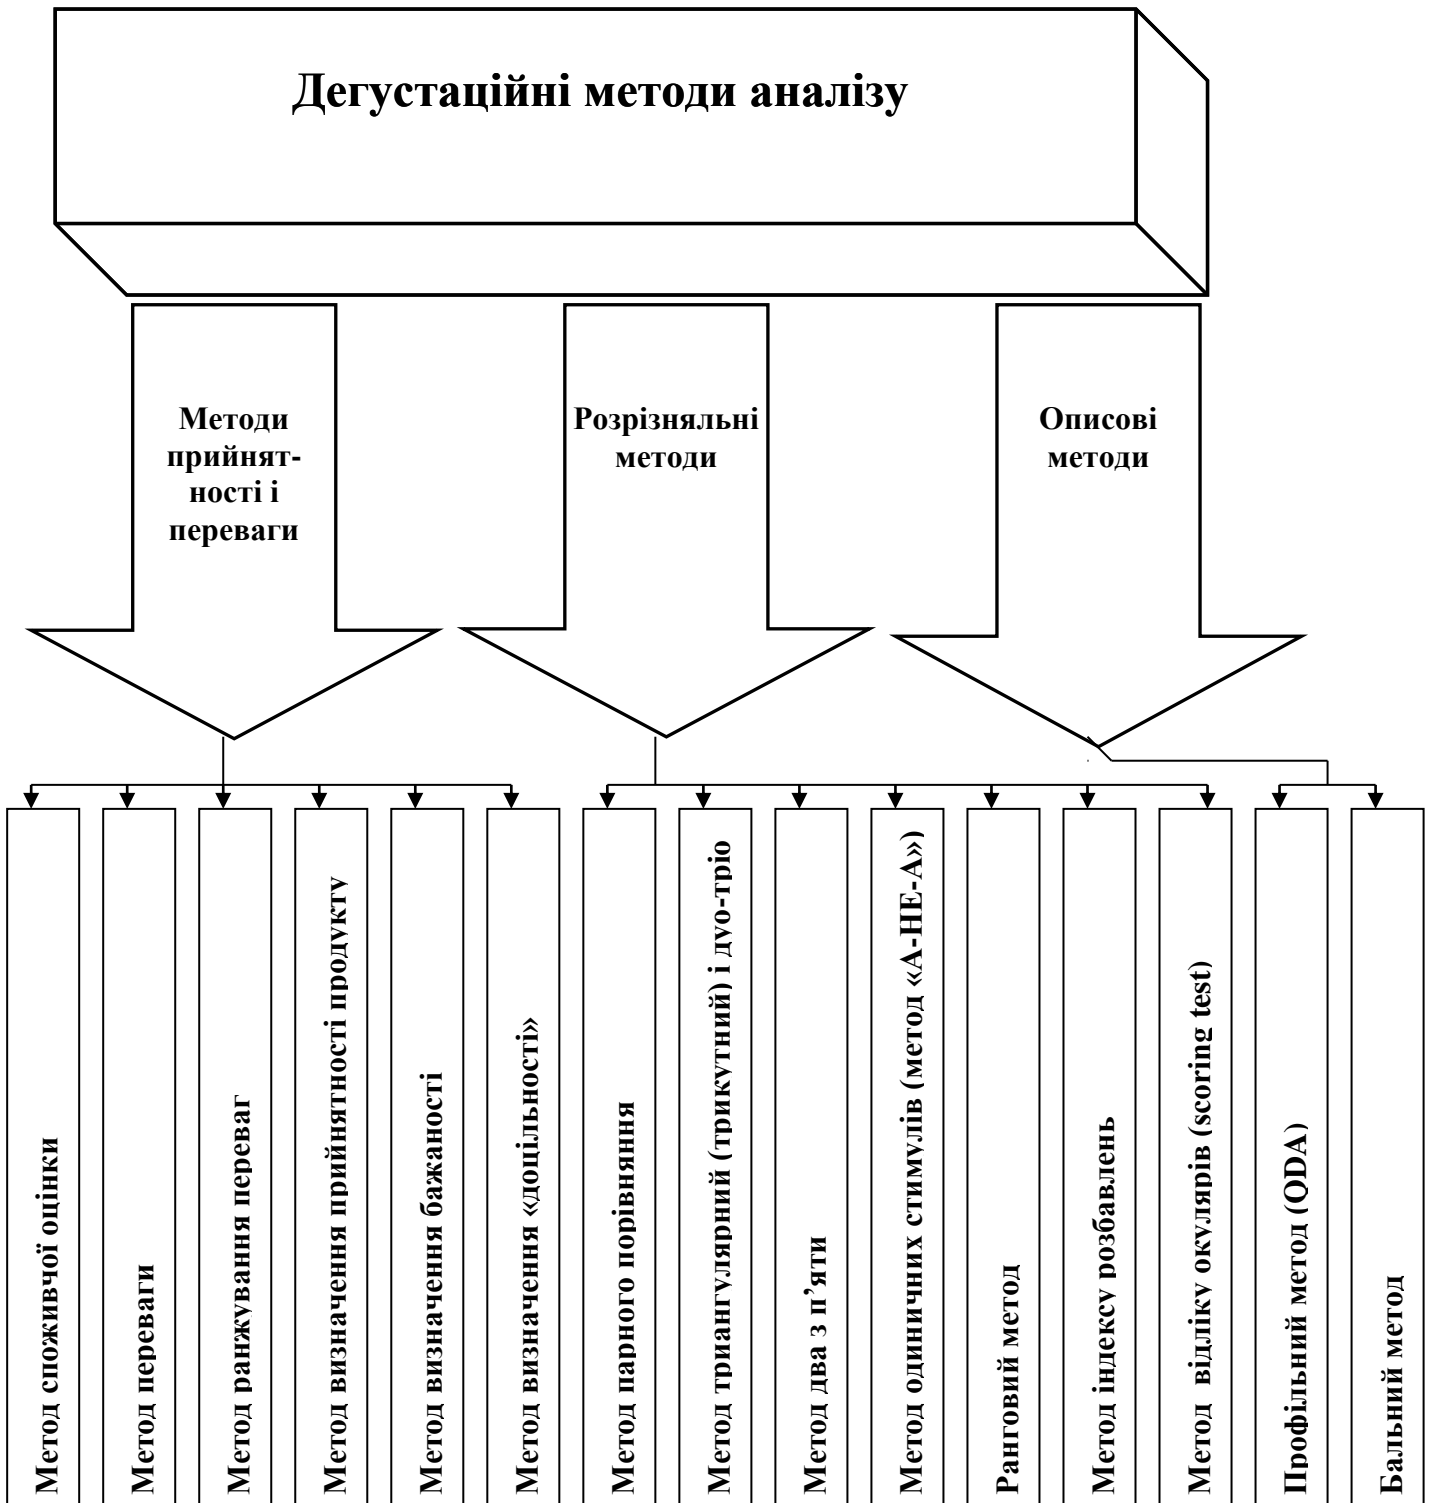 Дегустаційні методи аналізу
Методи
прийнят-
ності і
переваги
Розрізняльні
методи
Описові
методи
Метод споживчої оцінки
Метод переваги
Метод ранжування переваг
Метод визначення прийнятності продукту
Метод визначення бажаності
Метод визначення «доцільності»
Метод парного порівняння
Метод триангулярний (трикутний) і дуо-тріо
Метод два з п’яти
Метод одиничних стимулів (метод «А-НЕ-А»)
Ранговий метод
Метод індексу розбавлень
Метод відліку окулярів (scoring test)
Профільний метод (QDA)
Бальний метод